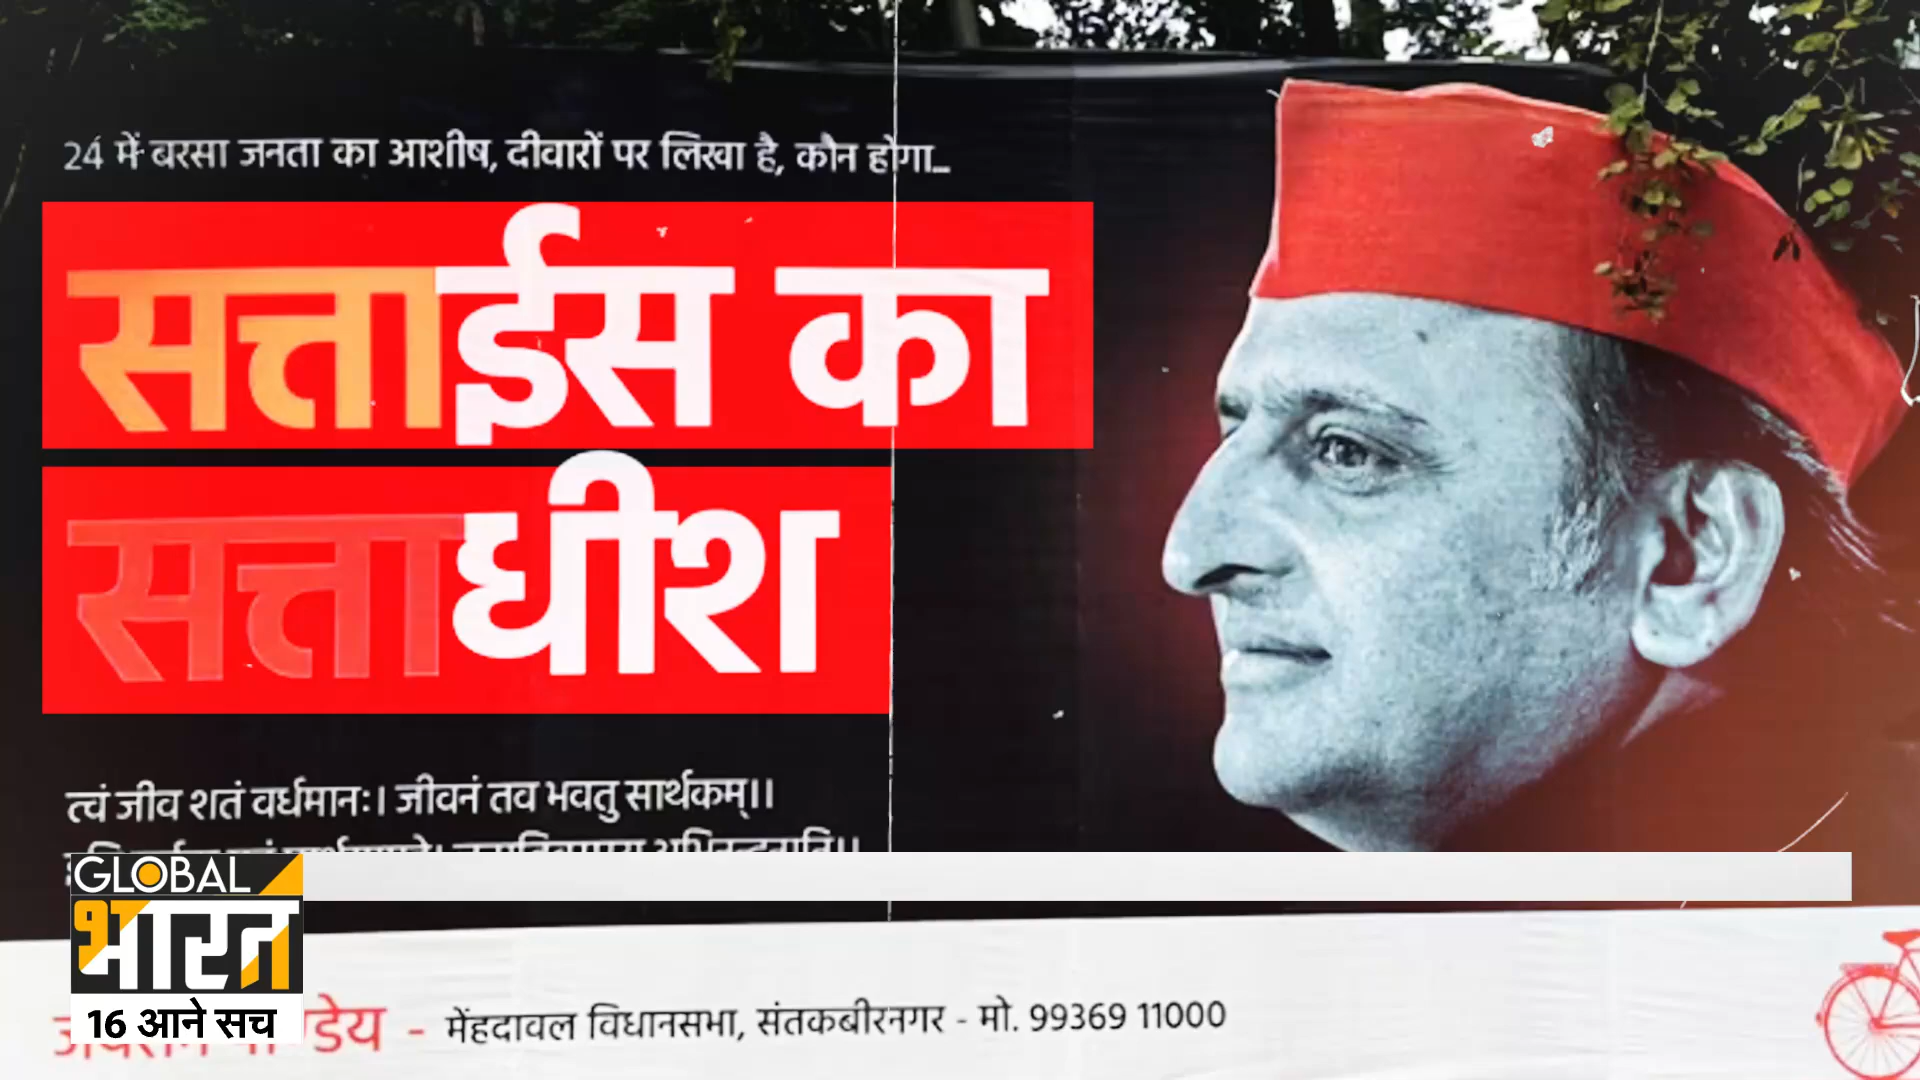 24 में बरसा जनता का आशीष, दीवारों पर लिखा है, कौन होगा...
सत्ताईस का
सत्ताधीश
त्वं जीव शतं वर्धमानः। जीवनं तव भवतु सार्थकम्।।
GLOBAL
भारत
16 आने सच
डेय - मेंहदावल विधानसभा, संतकबीरनगर - मो. 99369 11000